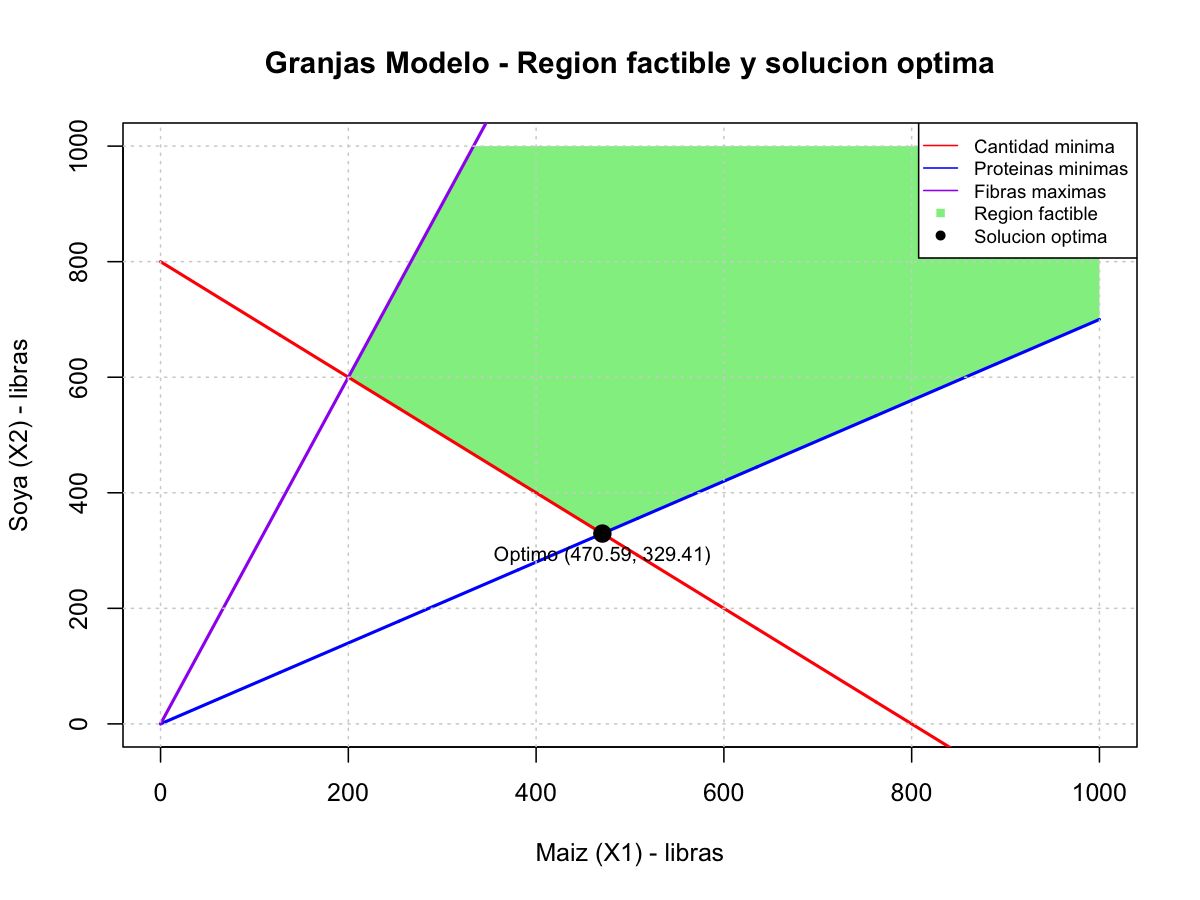 Granjas Modelo - Region factible y solucion optima
Cantidad minima
Proteinas minimas
Fibras maximas
Region factible
Solucion optima
1000
800
600
400
200
0
Soya (X2) - libras
Optimo (470.59, 329.41)
0 200 400 600 800 1000
Maiz (X1) - libras